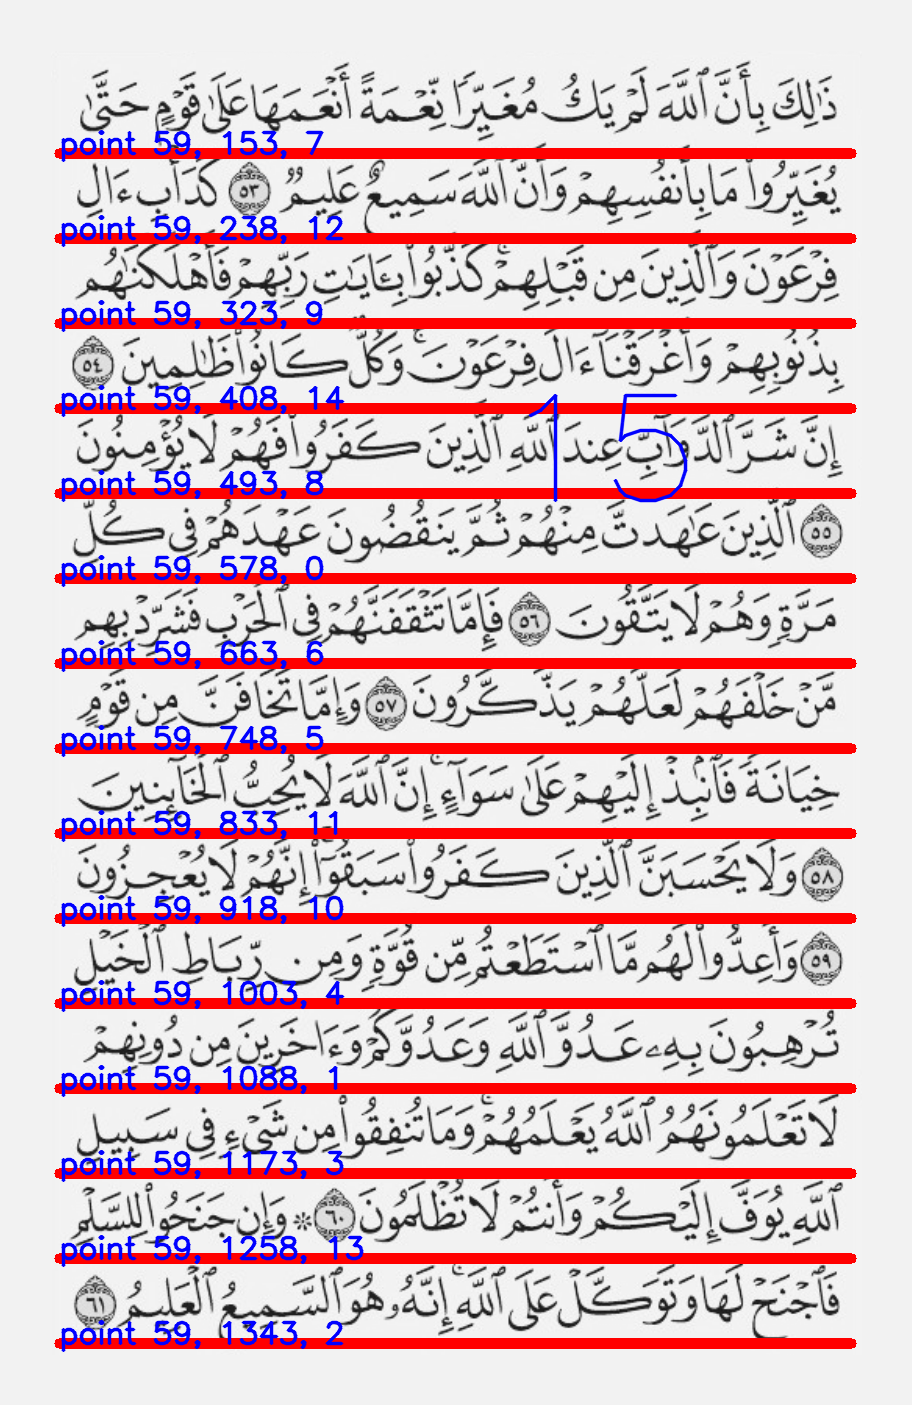 ذَٰلِكَ بِأَنَّ ٱللَّهَ لَمْ يَكُ مُغَيِّرًا نِّعْمَةً أَنْعَمَهَا عَلَىٰ قَوْمٍ حَتَّىٰ
point 59, 153, 7
يُغَيِّرُوا۟ مَا بِأَنفُسِهِمْ وَأَنَّ ٱللَّهَ سَمِيعٌ عَلِيمٌ ٥٣ كَدَأْبِ ءَالِ
point 59, 238, 12
فِرْعَوْنَ وَٱلَّذِينَ مِن قَبْلِهِمْ ۚ كَذَّبُوا۟ بِـَٔايَـٰتِ رَبِّهِمْ فَأَهْلَكْنَـٰهُم
point 59, 323, 9
بِذُنُوبِهِمْ وَأَغْرَقْنَآ ءَالَ فِرْعَوْنَ ۚ وَكُلٌّ كَانُوا۟ ظَـٰلِمِينَ ٥٤
point 59, 408, 14
15
إِنَّ شَرَّ ٱلدَّوَآبِّ عِندَ ٱللَّهِ ٱلَّذِينَ كَفَرُوا۟ فَهُمْ لَا يُؤْمِنُونَ
point 59, 493, 8
٥٥ ٱلَّذِينَ عَـٰهَدتَّ مِنْهُمْ ثُمَّ يَنقُضُونَ عَهْدَهُمْ فِى كُلِّ
point 59, 578, 0
مَرَّةٍ وَهُمْ لَا يَتَّقُونَ ٥٦ فَإِمَّا تَثْقَفَنَّهُمْ فِى ٱلْحَرْبِ فَشَرِّدْ بِهِم
point 59, 663, 6
مَّنْ خَلْفَهُمْ لَعَلَّهُمْ يَذَّكَّرُونَ ٥٧ وَإِمَّا تَخَافَنَّ مِن قَوْمٍ
point 59, 748, 5
خِيَانَةً فَٱنۢبِذْ إِلَيْهِمْ عَلَىٰ سَوَآءٍ ۚ إِنَّ ٱللَّهَ لَا يُحِبُّ ٱلْخَآئِنِينَ
point 59, 833, 11
٥٨ وَلَا يَحْسَبَنَّ ٱلَّذِينَ كَفَرُوا۟ سَبَقُوٓا۟ ۚ إِنَّهُمْ لَا يُعْجِزُونَ
point 59, 918, 10
٥٩ وَأَعِدُّوا۟ لَهُم مَّا ٱسْتَطَعْتُم مِّن قُوَّةٍ وَمِن رِّبَاطِ ٱلْخَيْلِ
point 59, 1003, 4
تُرْهِبُونَ بِهِۦ عَدُوَّ ٱللَّهِ وَعَدُوَّكُمْ وَءَاخَرِينَ مِن دُونِهِمْ
point 59, 1088, 1
لَا تَعْلَمُونَهُمُ ٱللَّهُ يَعْلَمُهُمْ ۚ وَمَا تُنفِقُوا۟ مِن شَىْءٍ فِى سَبِيلِ
point 59, 1173, 3
ٱللَّهِ يُوَفَّ إِلَيْكُمْ وَأَنتُمْ لَا تُظْلَمُونَ ٦٠ ۞ وَإِن جَنَحُوا۟ لِلسَّلْمِ
point 59, 1258, 13
فَٱجْنَحْ لَهَا وَتَوَكَّلْ عَلَى ٱللَّهِ ۚ إِنَّهُۥ هُوَ ٱلسَّمِيعُ ٱلْعَلِيمُ ٦١
point 59, 1343, 2